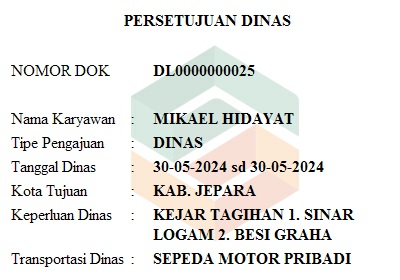 PERSETUJUAN DINAS
NOMOR DOK DL0000000025
Nama Karyawan : MIKAEL HIDAYAT
Tipe Pengajuan : DINAS
Tanggal Dinas : 30-05-2024 sd 30-05-2024
Kota Tujuan : KAB. JEPARA
Keperluan Dinas : KEJAR TAGIHAN 1. SINAR
LOGAM 2. BESI GRAHA
Transportasi Dinas : SEPEDA MOTOR PRIBADI